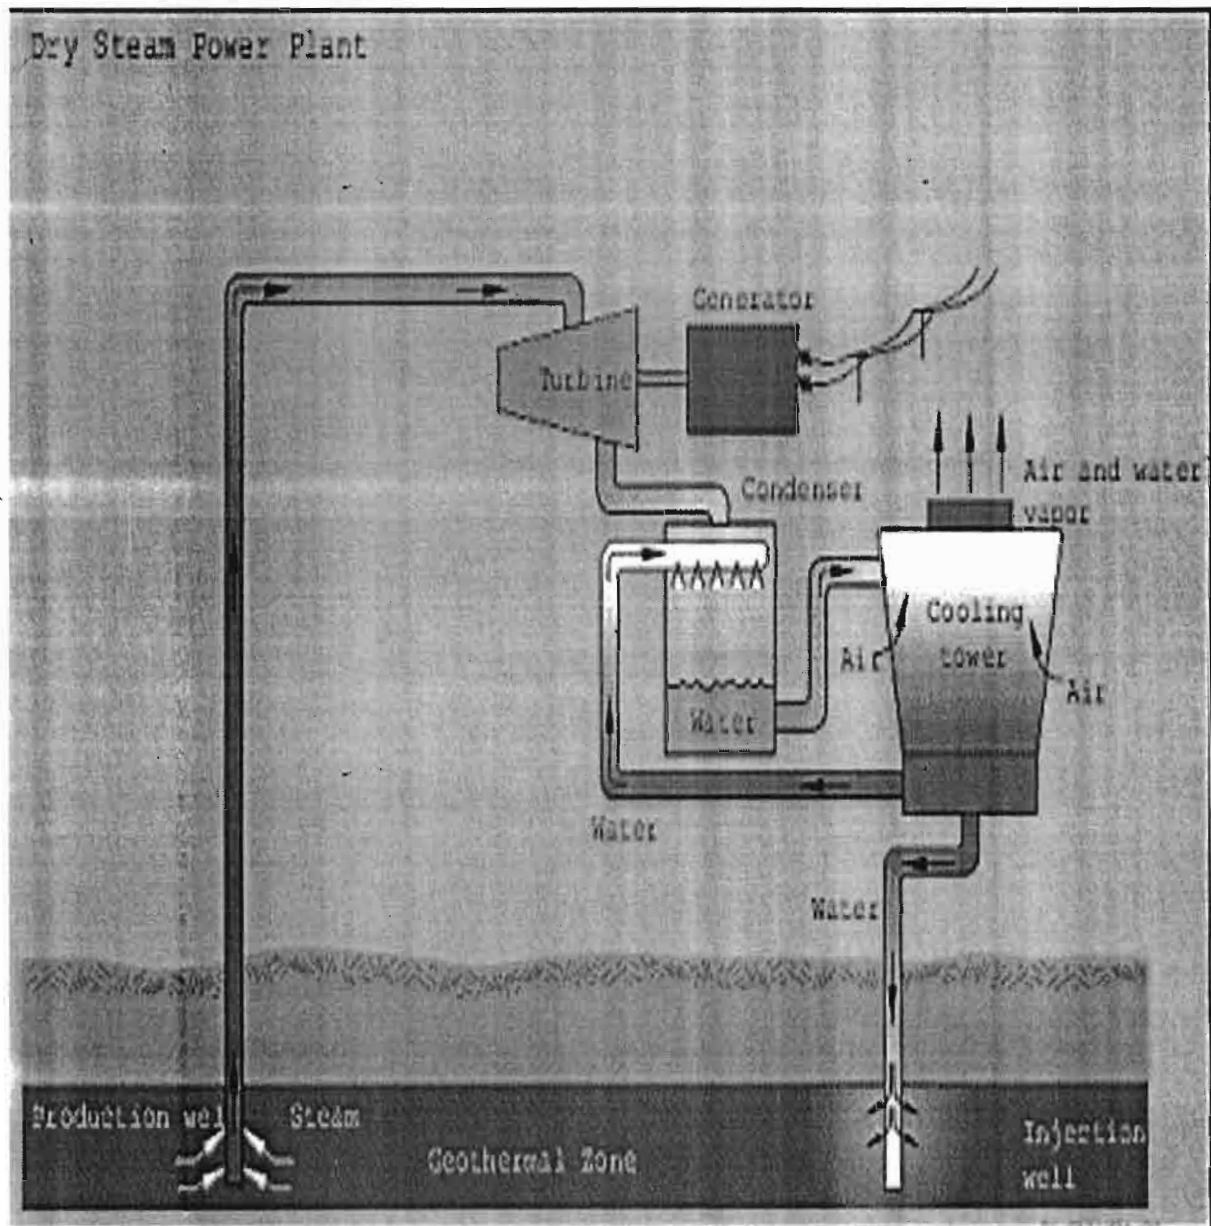 Dry Steam Power Plant
Generator
Turbine
Condenser
Air and water
vapor
Cooling
tower
Air
Air
Water
Water
Water
Production well
Steam
Geothermal Zone
Injection
well